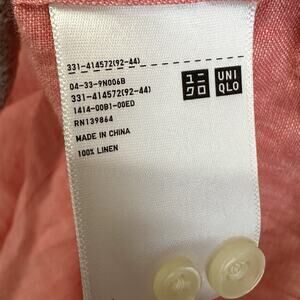 331-414572(92-44)
04-33-9N006B
331-414572(92-44)
1414-00B1-00ED
RN139864
MADE IN CHINA
100% LINEN
ユニ
クロ
UNI
QLO